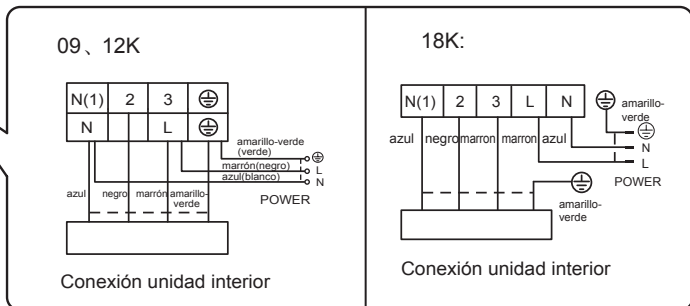 09、12K
N(1) 2 3
N L
amarillo-verde
(verde)
marrón(negro) L
azul(blanco) N
POWER
azul negro marrón amarillo-
verde
Conexión unidad interior
18K:
N(1) 2 3 L N
amarillo-
verde
azul negro marron marron azul
N
L
POWER
amarillo-
verde
Conexión unidad interior